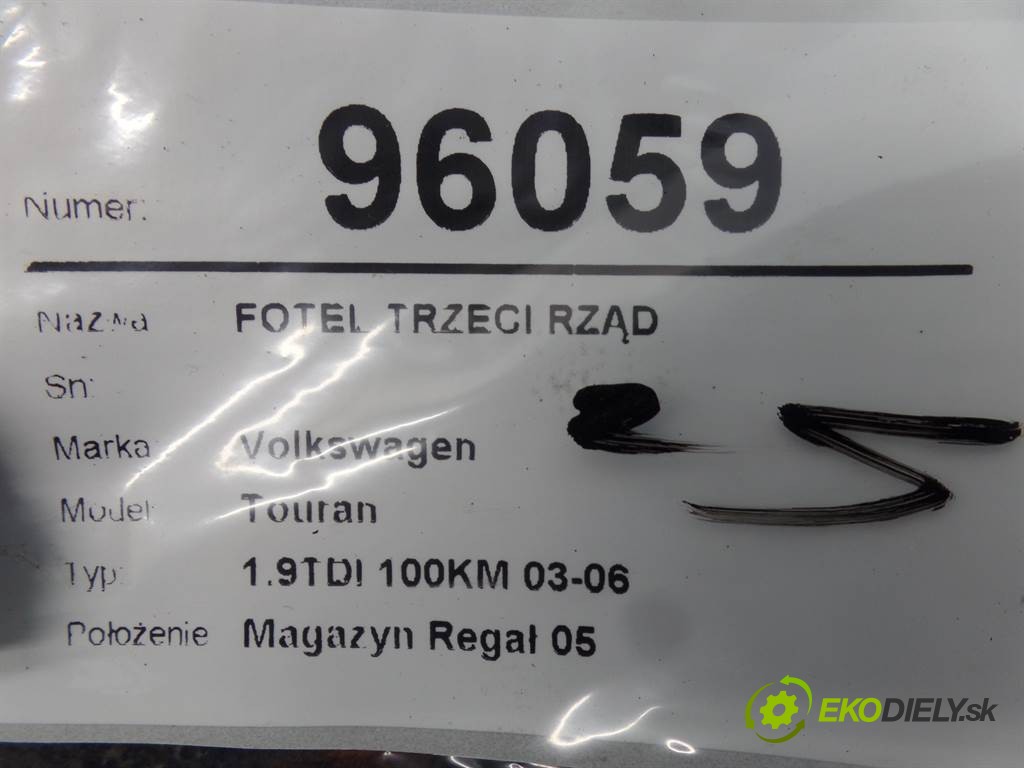 Numer: 96059
Nazwa FOTEL TRZECI RZĄD
Sn:
Marka Volkswagen
Model: Touran
Typ: 1.9TDI 100KM 03-06
Położenie Magazyn Regał 05
EKODIELY.sk